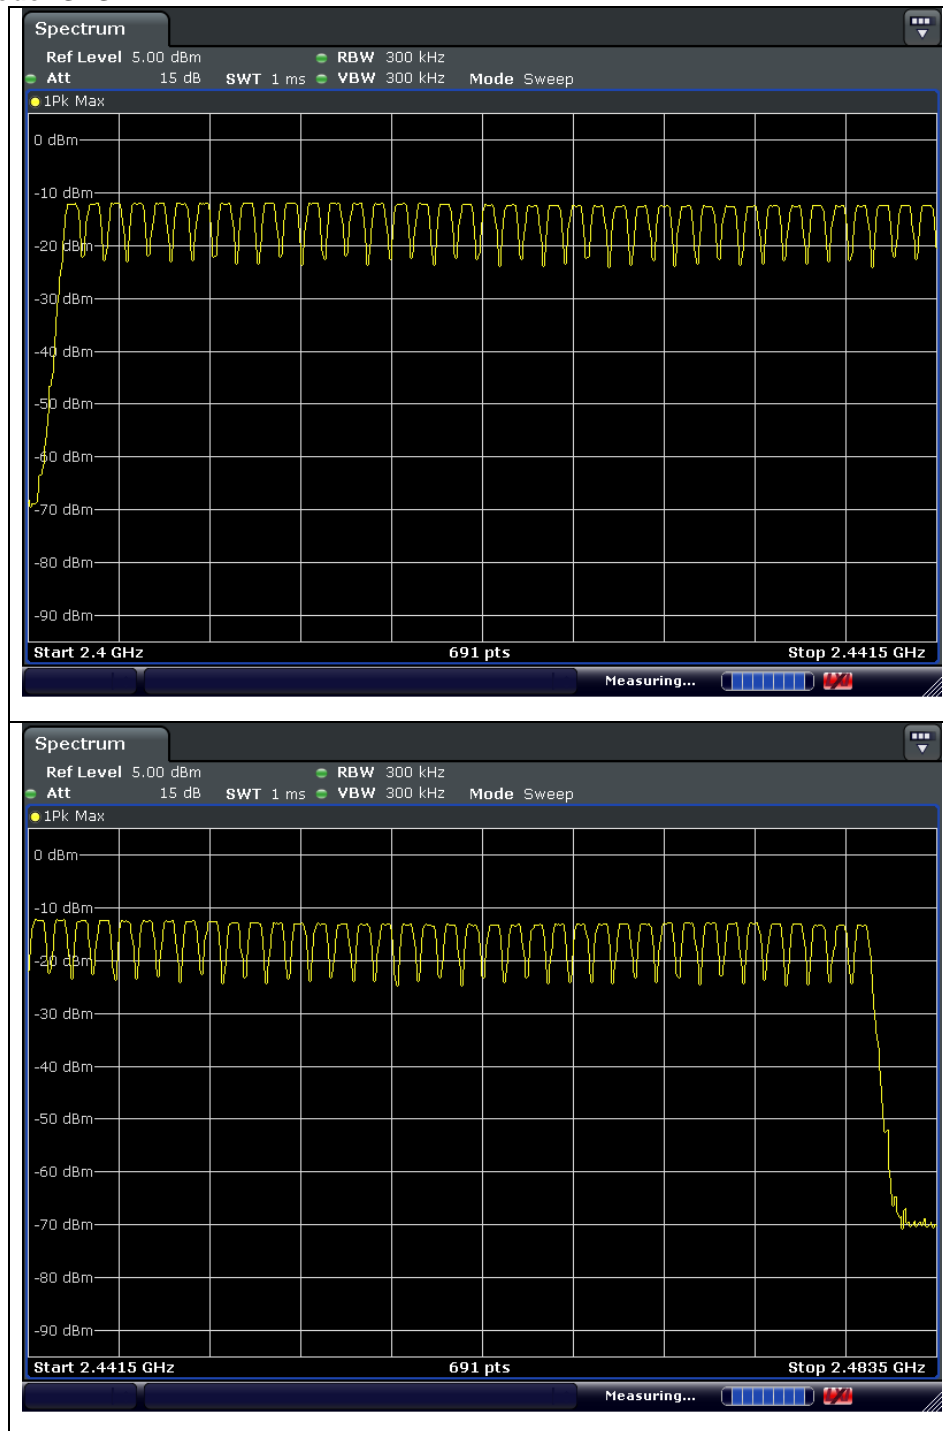 Spectrum
Ref Level 5.00 dBm RBW 300 kHz
Att 15 dB SWT 1 ms VBW 300 kHz Mode Sweep
1Pk Max
0 dBm
-10 dBm
-20 dBm
-30 dBm
-40 dBm
-50 dBm
-60 dBm
-70 dBm
-80 dBm
-90 dBm
Start 2.4 GHz 691 pts Stop 2.4415 GHz
Measuring...
Spectrum
Ref Level 5.00 dBm RBW 300 kHz
Att 15 dB SWT 1 ms VBW 300 kHz Mode Sweep
1Pk Max
0 dBm
-10 dBm
-20 dBm
-30 dBm
-40 dBm
-50 dBm
-60 dBm
-70 dBm
-80 dBm
-90 dBm
Start 2.4415 GHz 691 pts Stop 2.4835 GHz
Measuring...